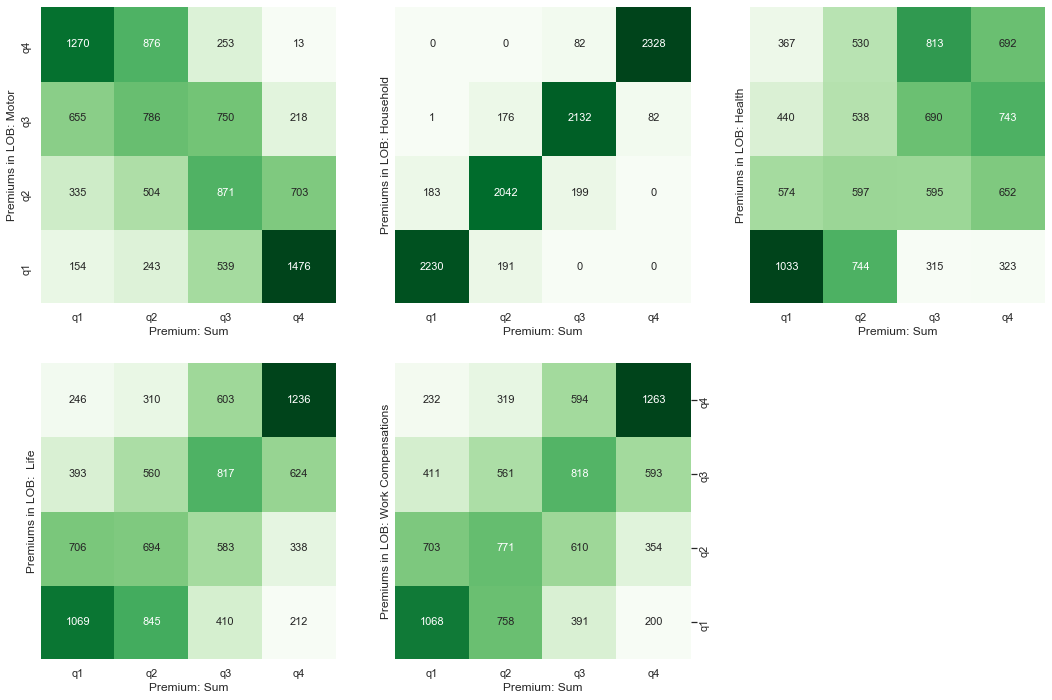 Premiums in LOB: Motor
q4
1270 876 253 13
q3
655 786 750 218
q2
335 504 871 703
q1
154 243 539 1476
q1 q2 q3 q4
Premium: Sum
Premiums in LOB: Household
0 0 82 2328
1 176 2132 82
183 2042 199 0
2230 191 0 0
q1 q2 q3 q4
Premium: Sum
Premiums in LOB: Health
367 530 813 692
440 538 690 743
574 597 595 652
1033 744 315 323
q1 q2 q3 q4
Premium: Sum
Premiums in LOB: Life
246 310 603 1236
393 560 817 624
706 694 583 338
1069 845 410 212
q1 q2 q3 q4
Premium: Sum
Premiums in LOB: Work Compensations
232 319 594 1263
q4
411 561 818 593
q3
703 771 610 354
q2
1068 758 391 200
q1
q1 q2 q3 q4
Premium: Sum